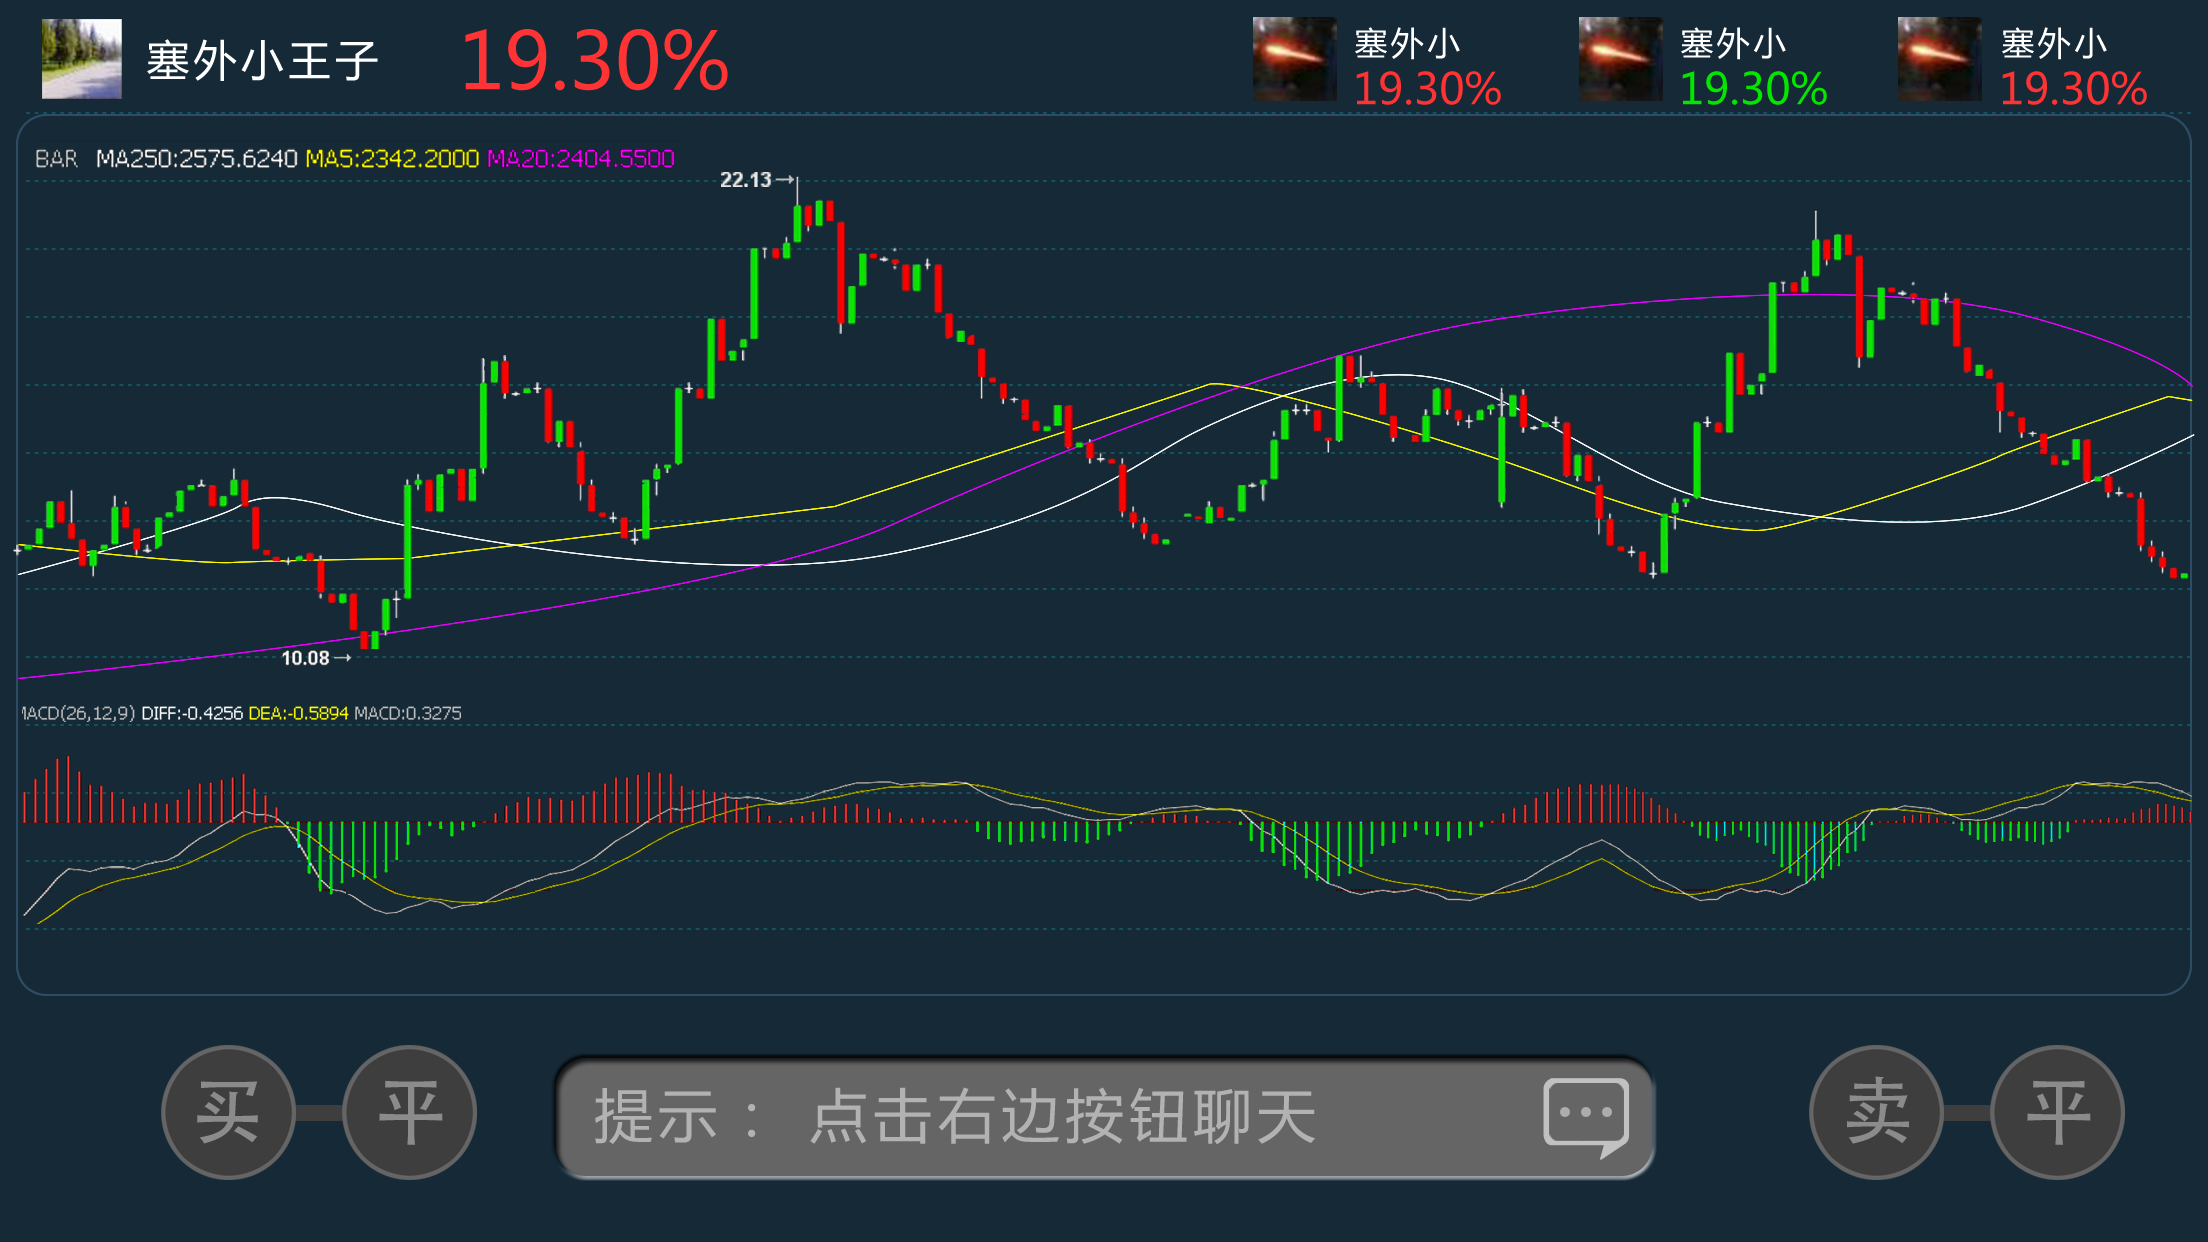 塞外小王子 19.30%
塞外小
19.30%
塞外小
19.30%
塞外小
19.30%
BAR MA250:2575.6240 MA5:2342.2000 MA20:2404.5500
22.13→
10.08→
MACD(26,12,9) DIFF:-0.4256 DEA:-0.5894 MACD:0.3275
买 平 提示： 点击右边按钮聊天 卖 平